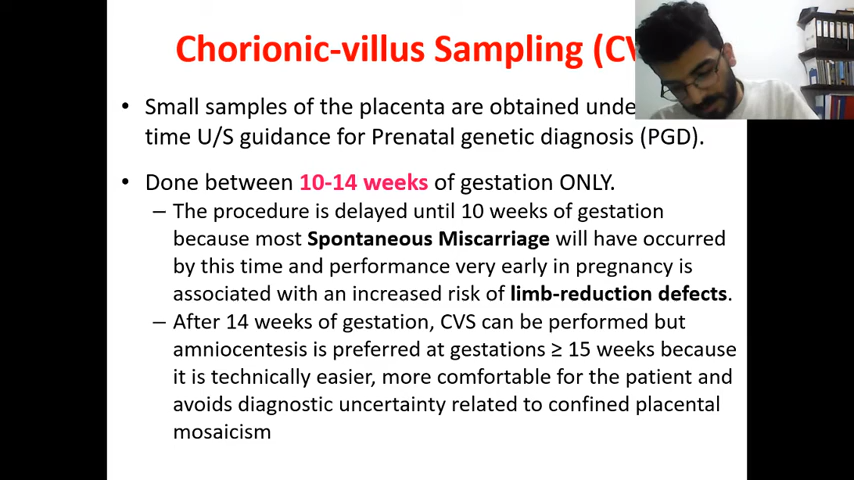 Chorionic-villus Sampling
• Small samples of the placenta are obtained
time U/S guidance for Prenatal genetic diagnosis (PGD).
• Done between 10-14 weeks of gestation ONLY.
– The procedure is delayed until 10 weeks of gestation
because most Spontaneous Miscarriage will have occurred
by this time and performance very early in pregnancy is
associated with an increased risk of limb-reduction defects.
– After 14 weeks of gestation, CVS can be performed but
amniocentesis is preferred at gestations ≥ 15 weeks because
it is technically easier, more comfortable for the patient and
avoids diagnostic uncertainty related to confined placental
mosaicism